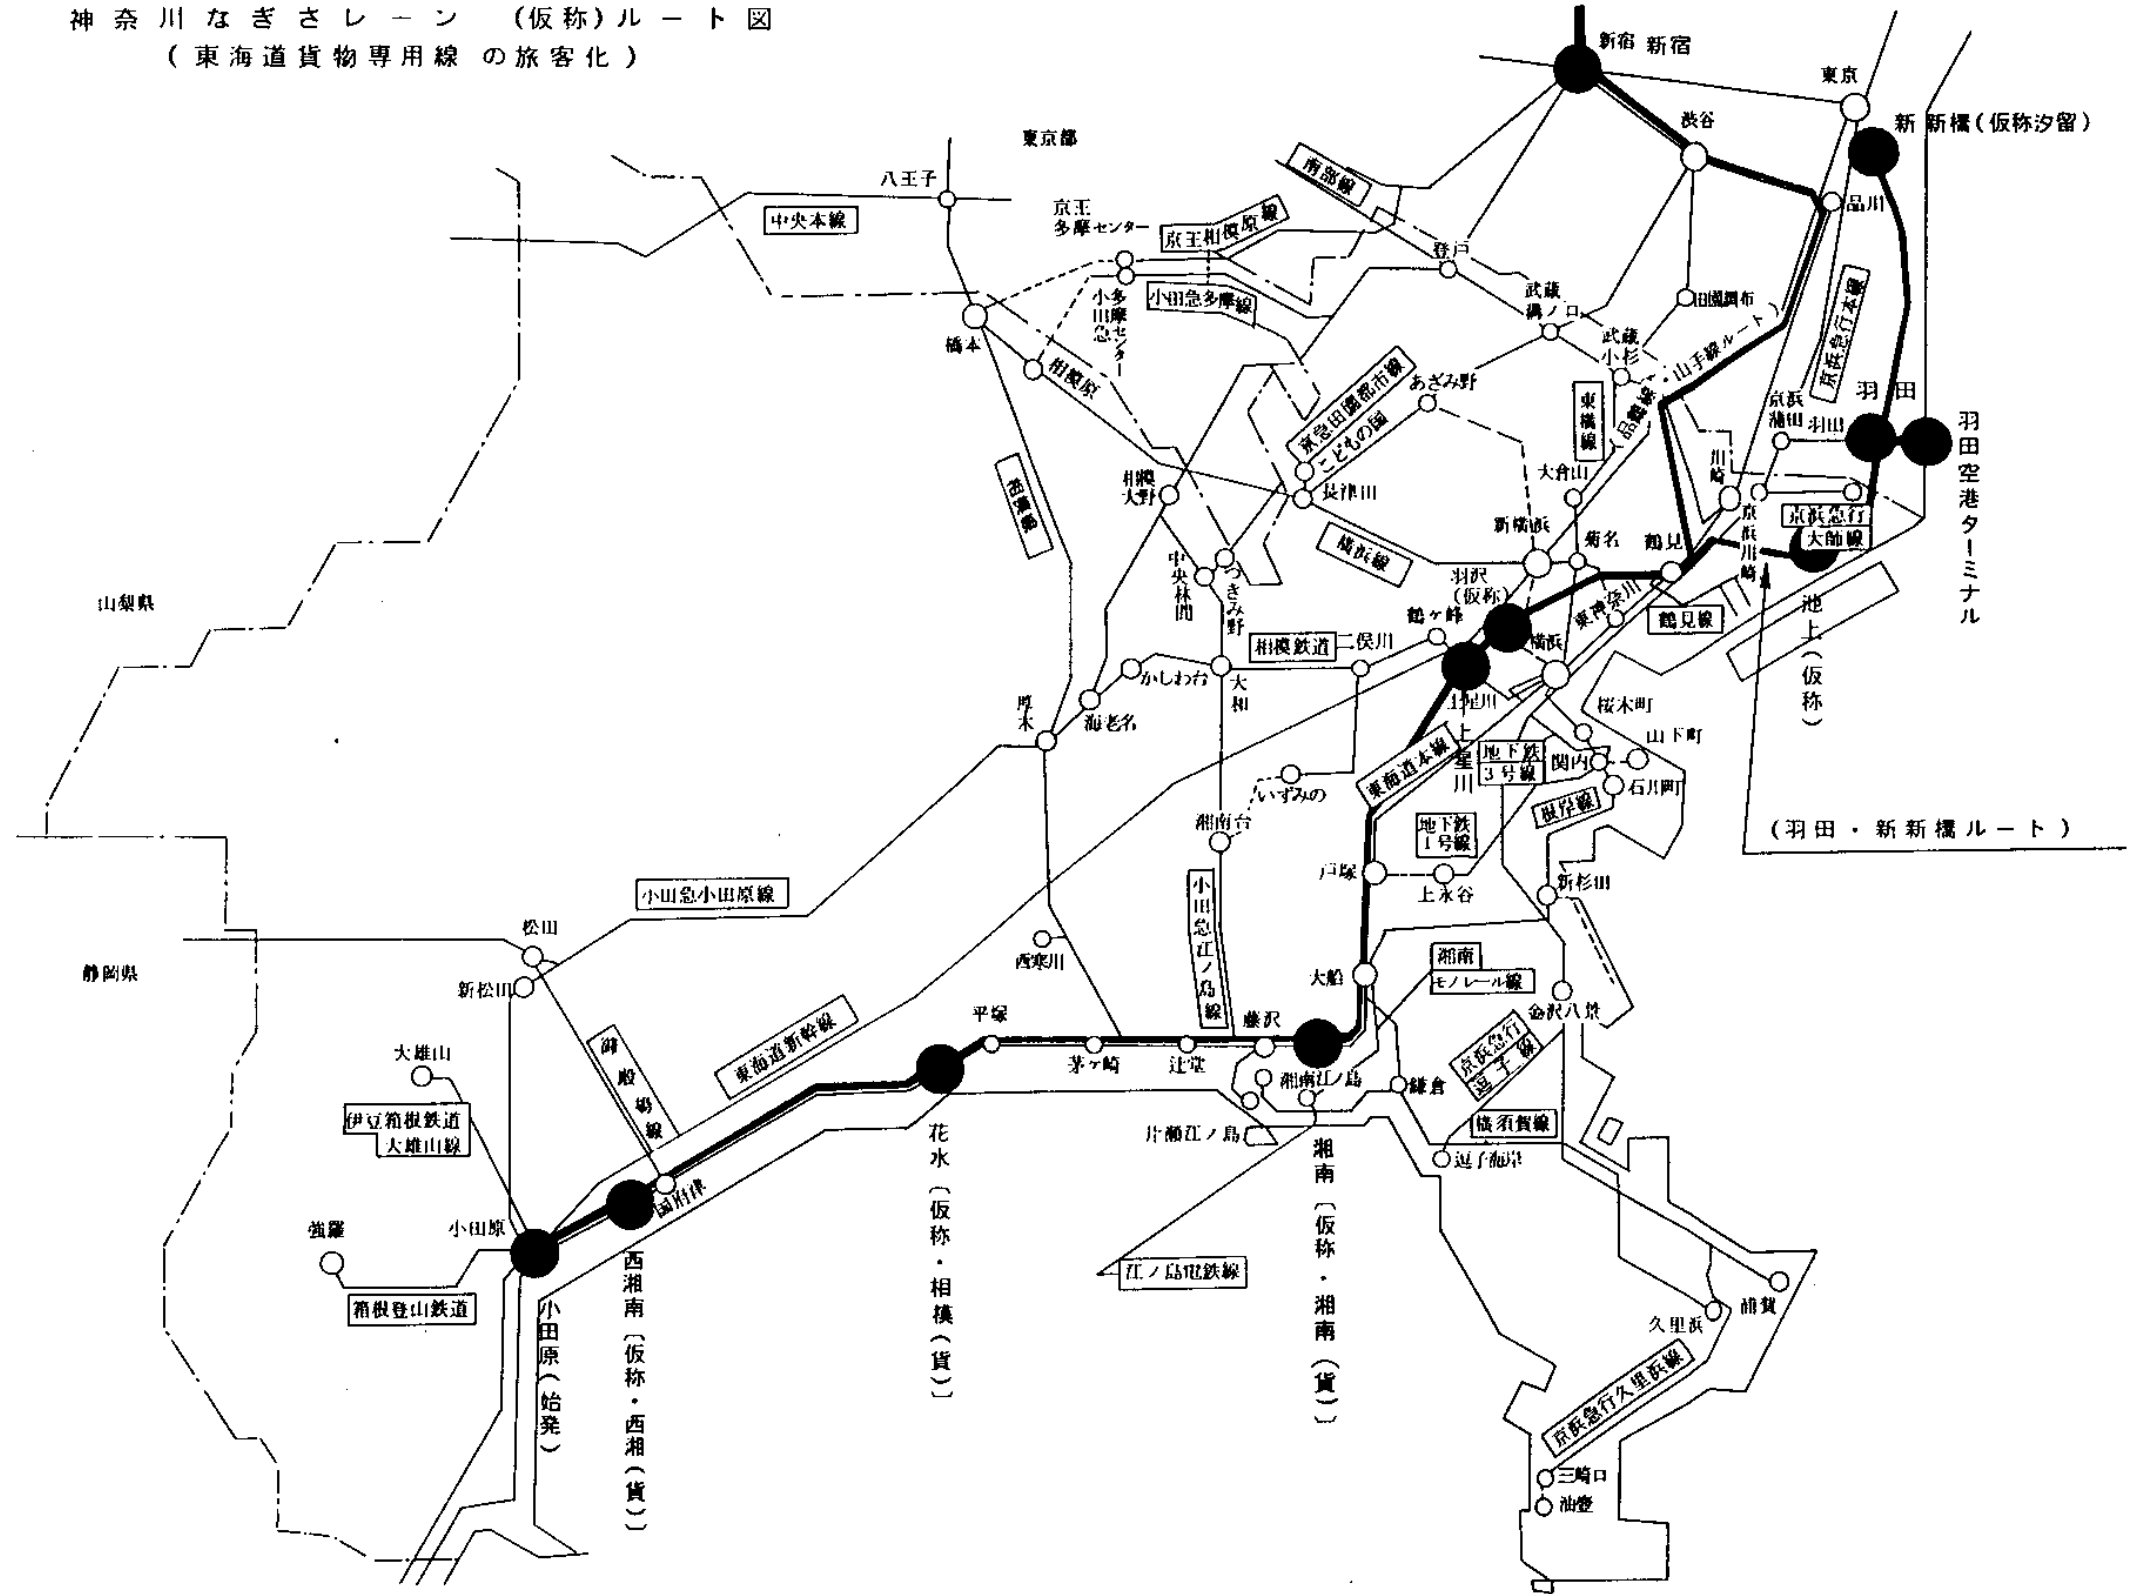 神奈川なぎさレーン (仮称)ルート図
(東海道貨物専用線の旅客化)
新宿 新宿
東京
渋谷
新新橋(仮称汐留)
東京都
八王子
中央本線
京王
多摩センター
京王相模原線
南部線
品川
登戸
小田急多摩線
小田急
多摩センター
武蔵
溝ノ口
田園調布
武蔵
小杉
品鶴線・山手線ルート)
京浜急行本線
橋本
相模原
京急田園都市線
こどもの国
あざみ野
東横線
京浜
蒲田
羽田
羽田
羽田空港ターミナル
川崎
大倉山
相模線
相模
大野
長津田
新横浜
京浜急行
大師線
京浜川崎
横浜線
菊名
鶴見
中央林間
つきみ野
羽沢
(仮称)
東神奈川
鶴見線
池上(仮称)
山梨県
鶴ヶ峰
横浜
相模鉄道
二俣川
かしわ台
大和
上星川
上星川
桜木町
厚木
海老名
山下町
東海道本線
地下鉄
3号線
関内
石川町
いずみの
根岸線
湘南台
地下鉄
1号線
(羽田・新新橋ルート)
戸塚
上永谷
新杉田
小田急小田原線
小田急江ノ島線
松田
西寒川
静岡県
新松田
大船
湘南
モノレール線
金沢八景
御殿場線
東海道新幹線
平塚
茅ヶ崎
辻堂
藤沢
京浜急行
逗子線
大雄山
湘南江ノ島
鎌倉
伊豆箱根鉄道
大雄山線
片瀬江ノ島
横須賀線
逗子海岸
花水〔仮称・相模(貨)〕
湘南〔仮称・湘南(貨)〕
国府津
強羅
小田原
江ノ島電鉄線
箱根登山鉄道
小田原(始発)
西湘南〔仮称・西湘(貨)〕
浦賀
久里浜
京浜急行久里浜線
三崎口
油壺